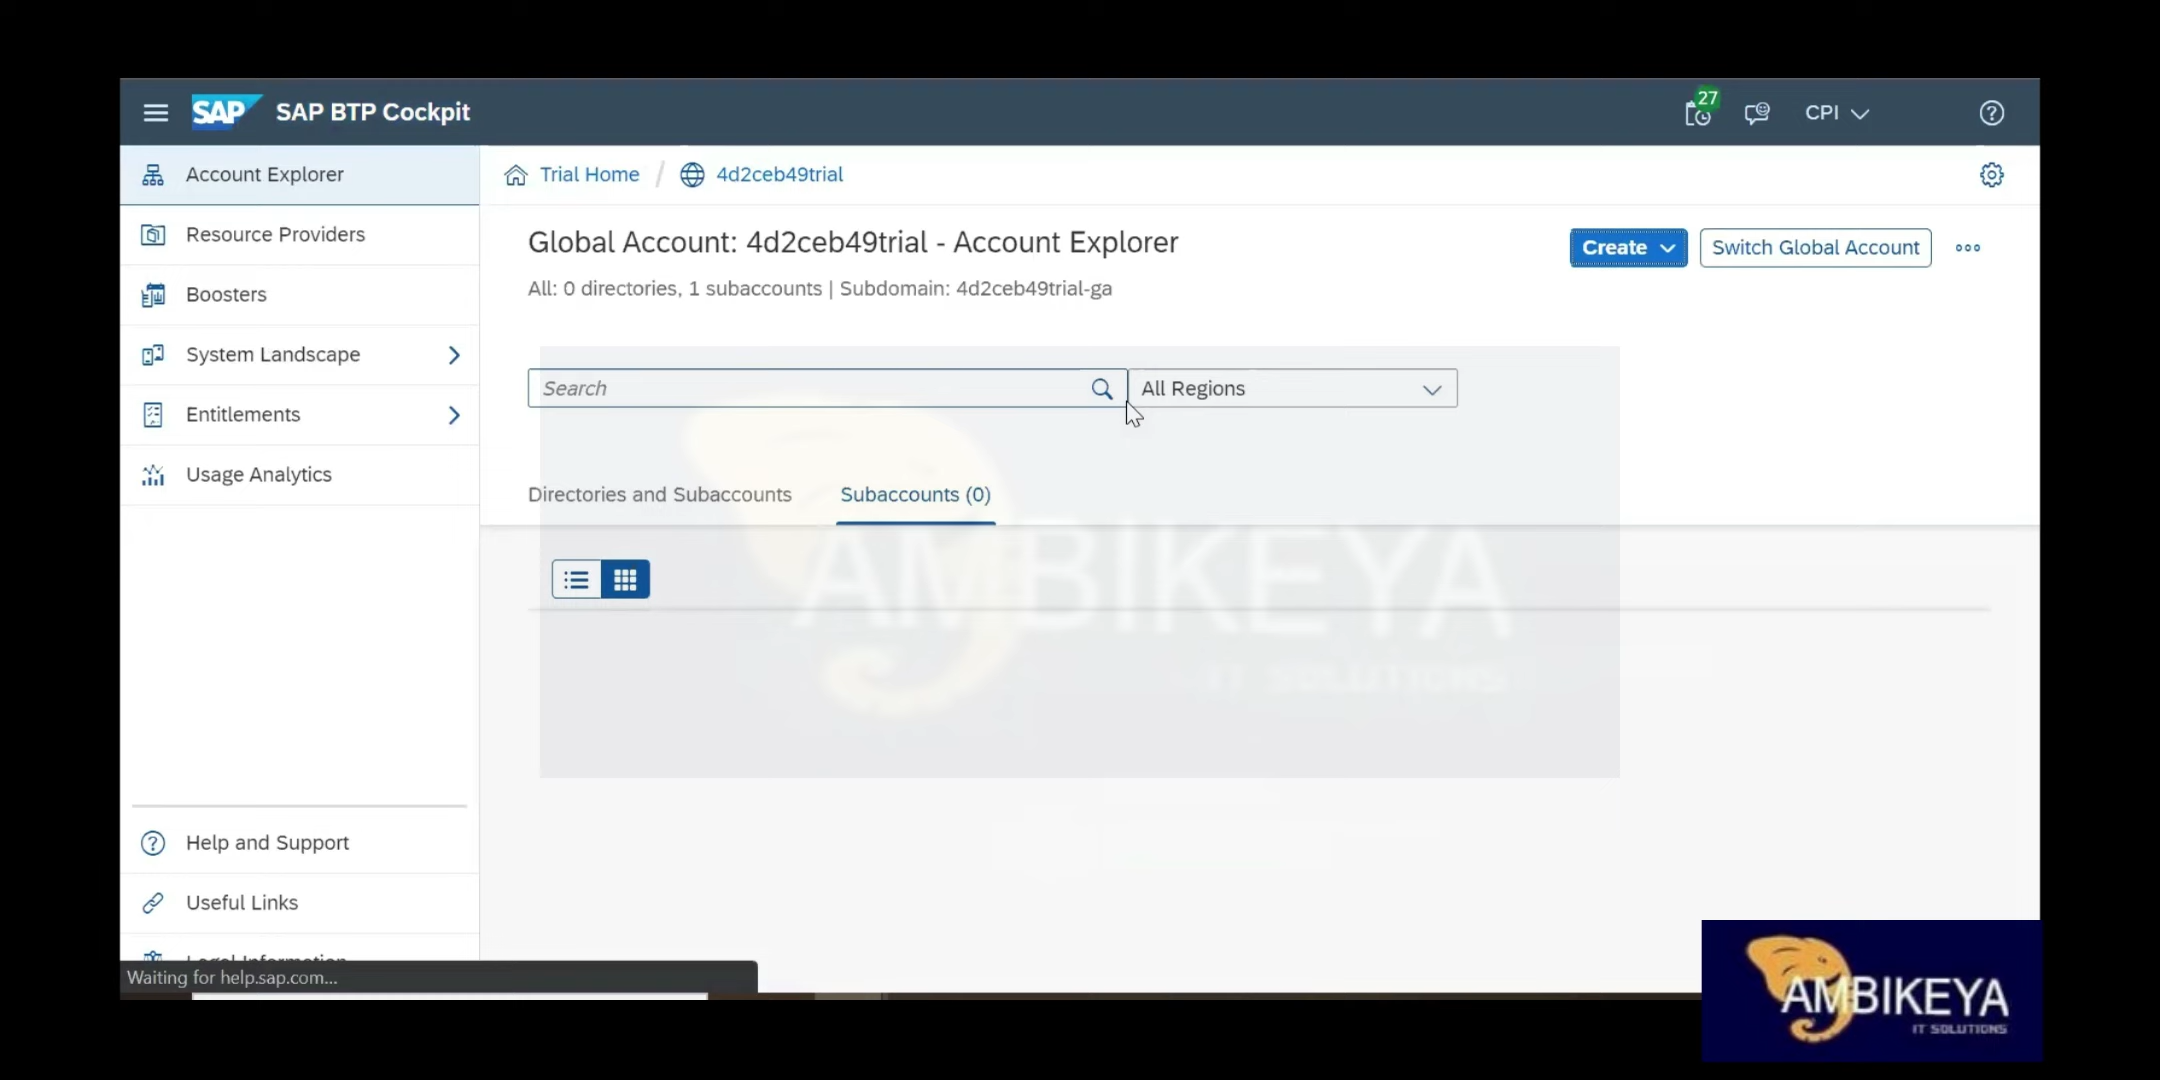 SAP SAP BTP Cockpit
27
CPI
Account Explorer
Resource Providers
Boosters
System Landscape
Entitlements
Usage Analytics
Help and Support
Useful Links
Legal Information
Waiting for help.sap.com...
Trial Home / 4d2ceb49trial
Global Account: 4d2ceb49trial - Account Explorer
All: 0 directories, 1 subaccounts | Subdomain: 4d2ceb49trial-ga
Create
Switch Global Account
Search
All Regions
Directories and Subaccounts
Subaccounts (0)
AMBIKEYA
IT SOLUTIONS
AMBIKEYA
IT SOLUTIONS